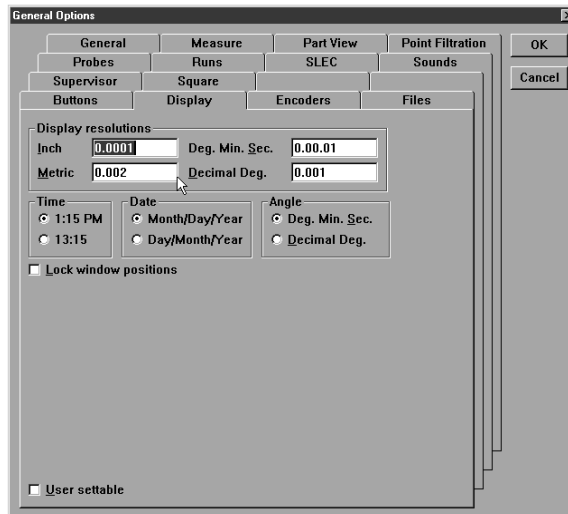 General Options
General Measure Part View Point Filtration OK
Probes Runs SLEC Sounds
Cancel
Supervisor Square
Buttons Display Encoders Files
Display resolutions
Inch 0.0001 Deg. Min. Sec. 0.00.01
Metric 0.002 Decimal Deg. 0.001
Time Date Angle
1:15 PM Month/Day/Year Deg. Min. Sec.
13:15 Day/Month/Year Decimal Deg.
Lock window positions
User settable